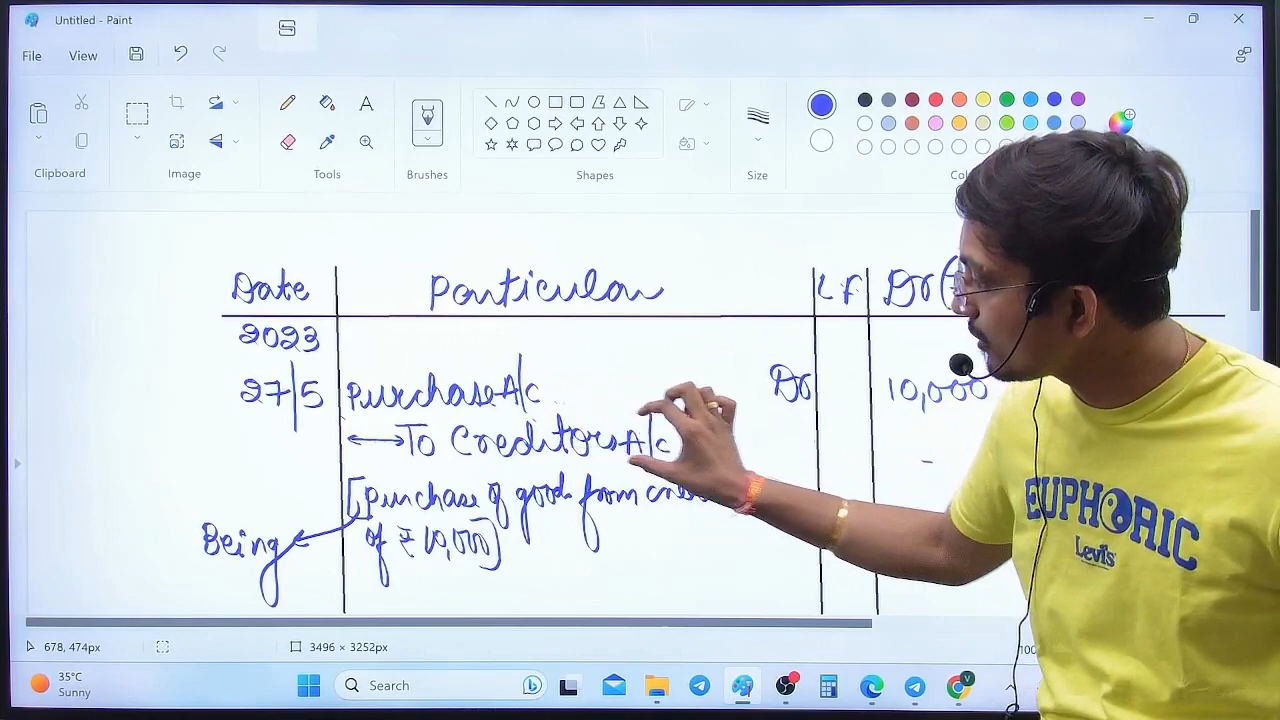 Untitled - Paint
File View
Clipboard Image Tools Brushes Shapes Size
Date Particular L F Dr (₹
2023
27/5 Purchase A/c Dr 10,000
To Creditors A/c
[Purchase of goods from
Being of ₹ 10,000]
EUPHORIC
Levi's
678, 474px 3496 × 3252px
35°C
Sunny
Search